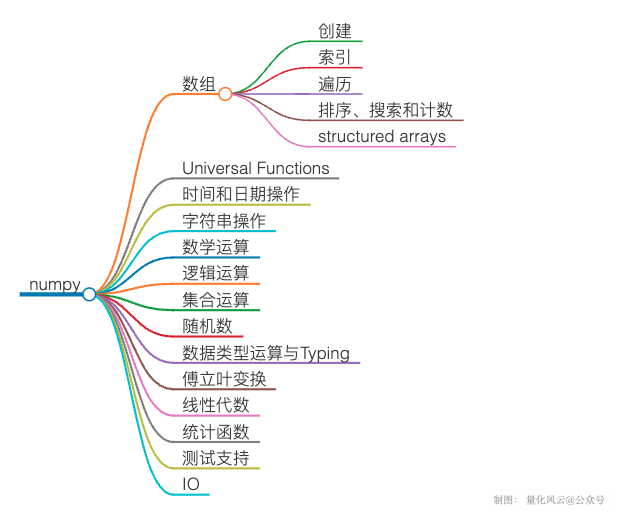 创建
索引
遍历
数组
排序、搜索和计数
structured arrays
Universal Functions
时间和日期操作
字符串操作
数学运算
逻辑运算
numpy
集合运算
随机数
数据类型运算与Typing
傅立叶变换
线性代数
统计函数
测试支持
IO
制图： 量化风云@公众号